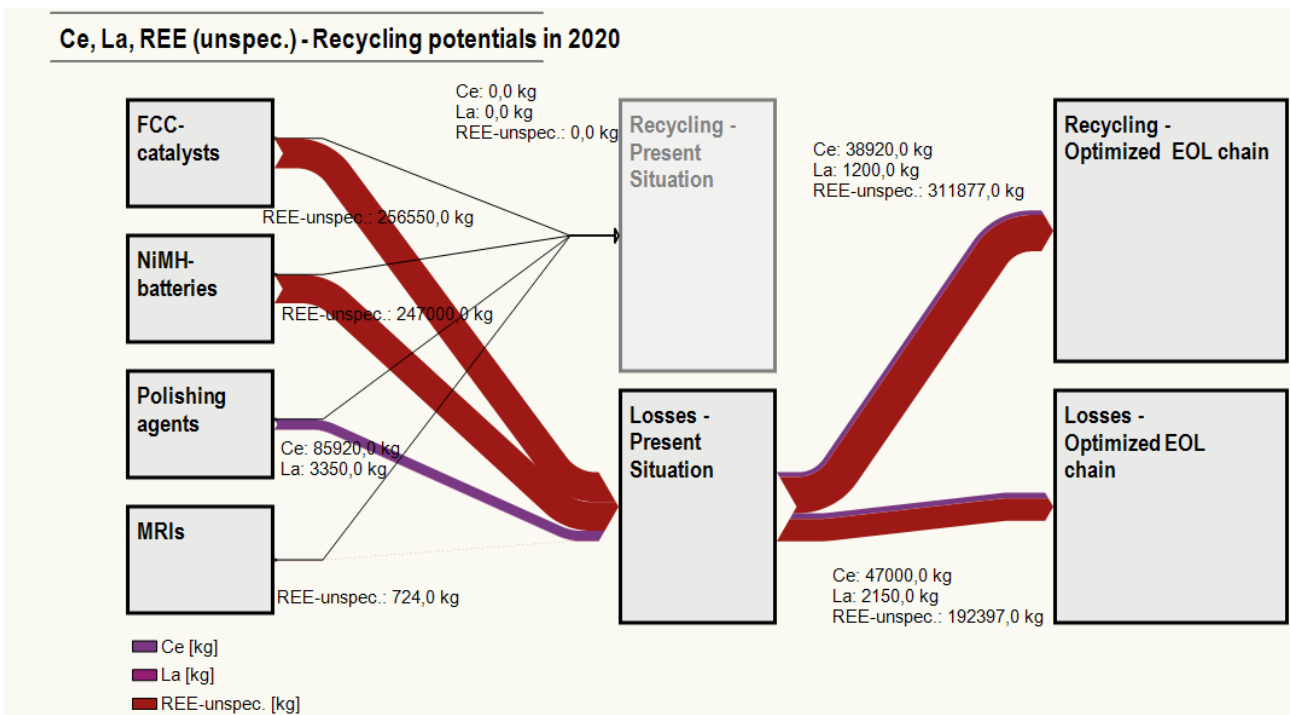 Ce, La, REE (unspec.) - Recycling potentials in 2020
FCC-
catalysts
NiMH-
batteries
Polishing
agents
MRIs
Ce: 0,0 kg
La: 0,0 kg
REE-unspec.: 0,0 kg
REE-unspec.: 256550,0 kg
REE-unspec.: 247000,0 kg
Ce: 85920,0 kg
La: 3350,0 kg
REE-unspec.: 724,0 kg
Recycling -
Present
Situation
Losses -
Present
Situation
Ce: 38920,0 kg
La: 1200,0 kg
REE-unspec.: 311877,0 kg
Ce: 47000,0 kg
La: 2150,0 kg
REE-unspec.: 192397,0 kg
Recycling -
Optimized EOL chain
Losses -
Optimized EOL
chain
Ce [kg]
La [kg]
REE-unspec. [kg]